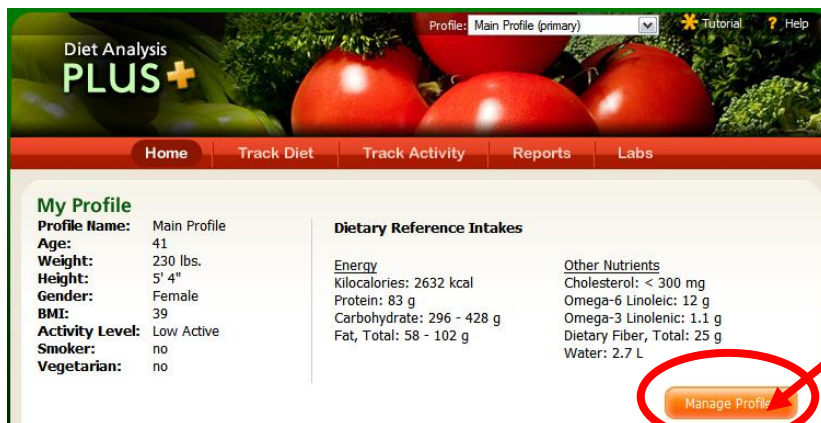 Profile: Main Profile (primary) Tutorial ? Help
Diet Analysis
PLUS+
Home Track Diet Track Activity Reports Labs
My Profile
Profile Name: Main Profile
Age: 41
Weight: 230 lbs.
Height: 5' 4"
Gender: Female
BMI: 39
Activity Level: Low Active
Smoker: no
Vegetarian: no
Dietary Reference Intakes
Energy
Kilocalories: 2632 kcal
Protein: 83 g
Carbohydrate: 296 - 428 g
Fat, Total: 58 - 102 g
Other Nutrients
Cholesterol: < 300 mg
Omega-6 Linoleic: 12 g
Omega-3 Linolenic: 1.1 g
Dietary Fiber, Total: 25 g
Water: 2.7 L
Manage Profile